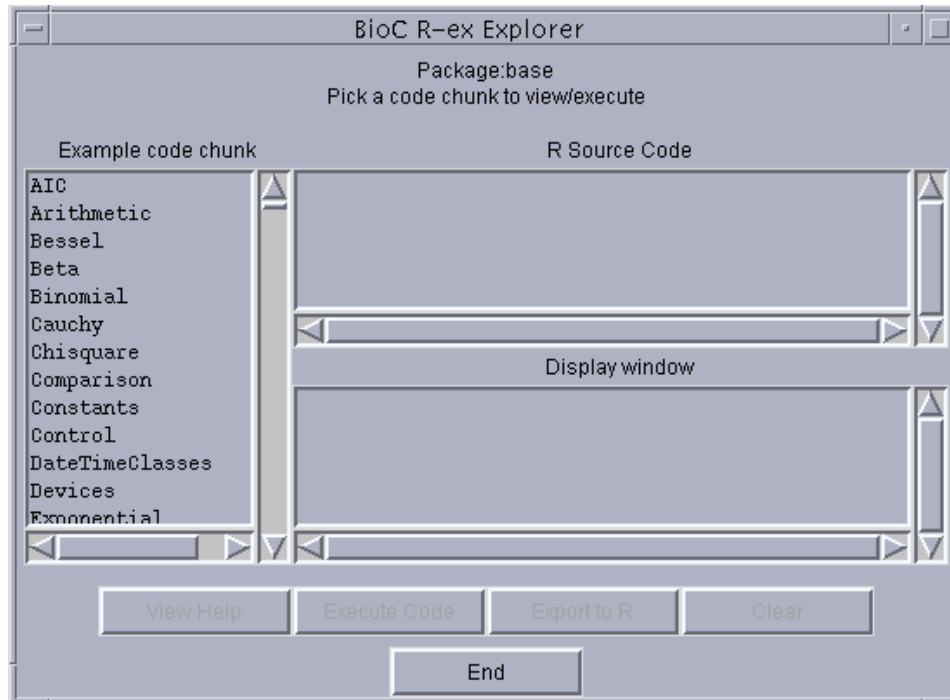 BioC R-ex Explorer
Package:base
Pick a code chunk to view/execute
Example code chunk
R Source Code
AIC
Arithmetic
Bessel
Beta
Binomial
Cauchy
Chisquare
Comparison
Constants
Control
DateTimeClasses
Devices
Exponential
Display window
View Help
Execute Code
Export to R
Clear
End